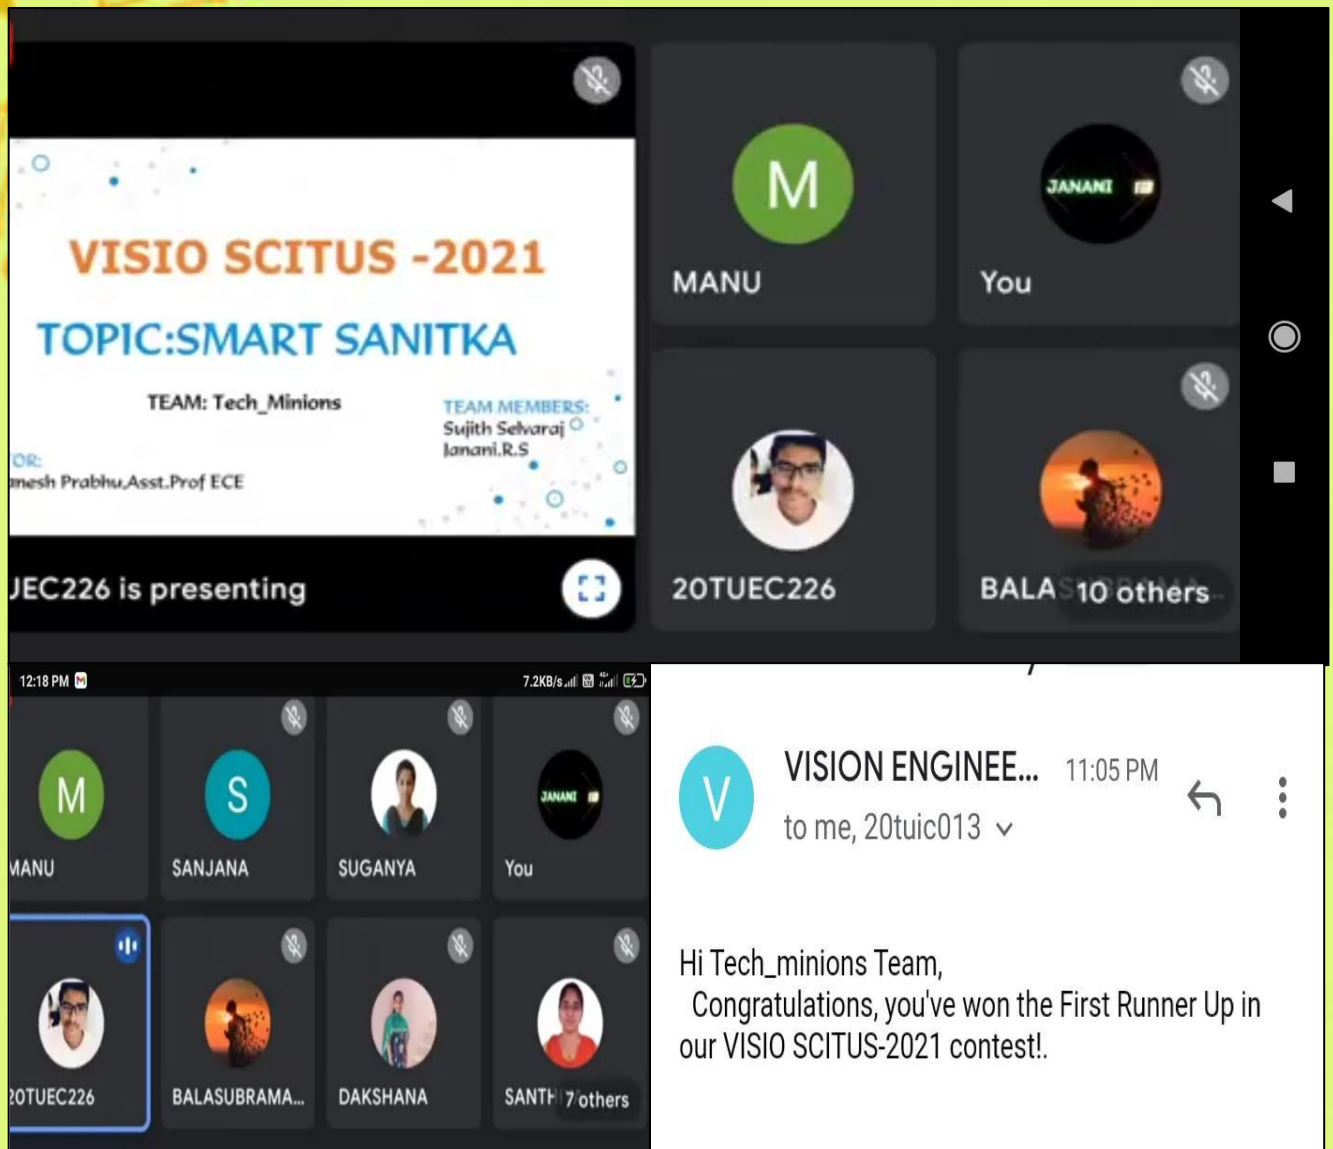 VISIO SCITUS -2021
TOPIC:SMART SANITKA
TEAM: Tech_Minions
TEAM MEMBERS:
Sujith Selvaraj
Janani.R.S
OR:
nesh Prabhu,Asst.Prof ECE
UEC226 is presenting
M
MANU
JANANI
You
20TUEC226
BALA
10 others
12:18 PM
7.2KB/s
M
MANU
S
SANJANA
SUGANYA
JANANI
You
20TUEC226
BALASUBRAMA...
DAKSHANA
SANTH
7 others
V
VISION ENGINEE... 11:05 PM
to me, 20tuic013
Hi Tech_minions Team,
Congratulations, you've won the First Runner Up in
our VISIO SCITUS-2021 contest!.